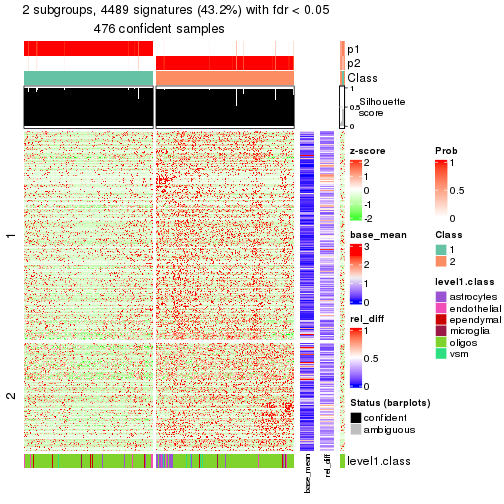 2 subgroups, 4489 signatures (43.2%) with fdr < 0.05
476 confident samples
p1
p2
Class
1
0.5
0
Silhouette
score
1
2
z-score
2
1
0
-1
-2
base_mean
3
2
1
0
rel_diff
1
0.5
0
Status (barplots)
confident
ambiguous
Prob
1
0.5
0
Class
1
2
level1.class
astrocytes
endothelial
ependymal
microglia
oligos
vsm
level1.class
base_mean
rel_diff